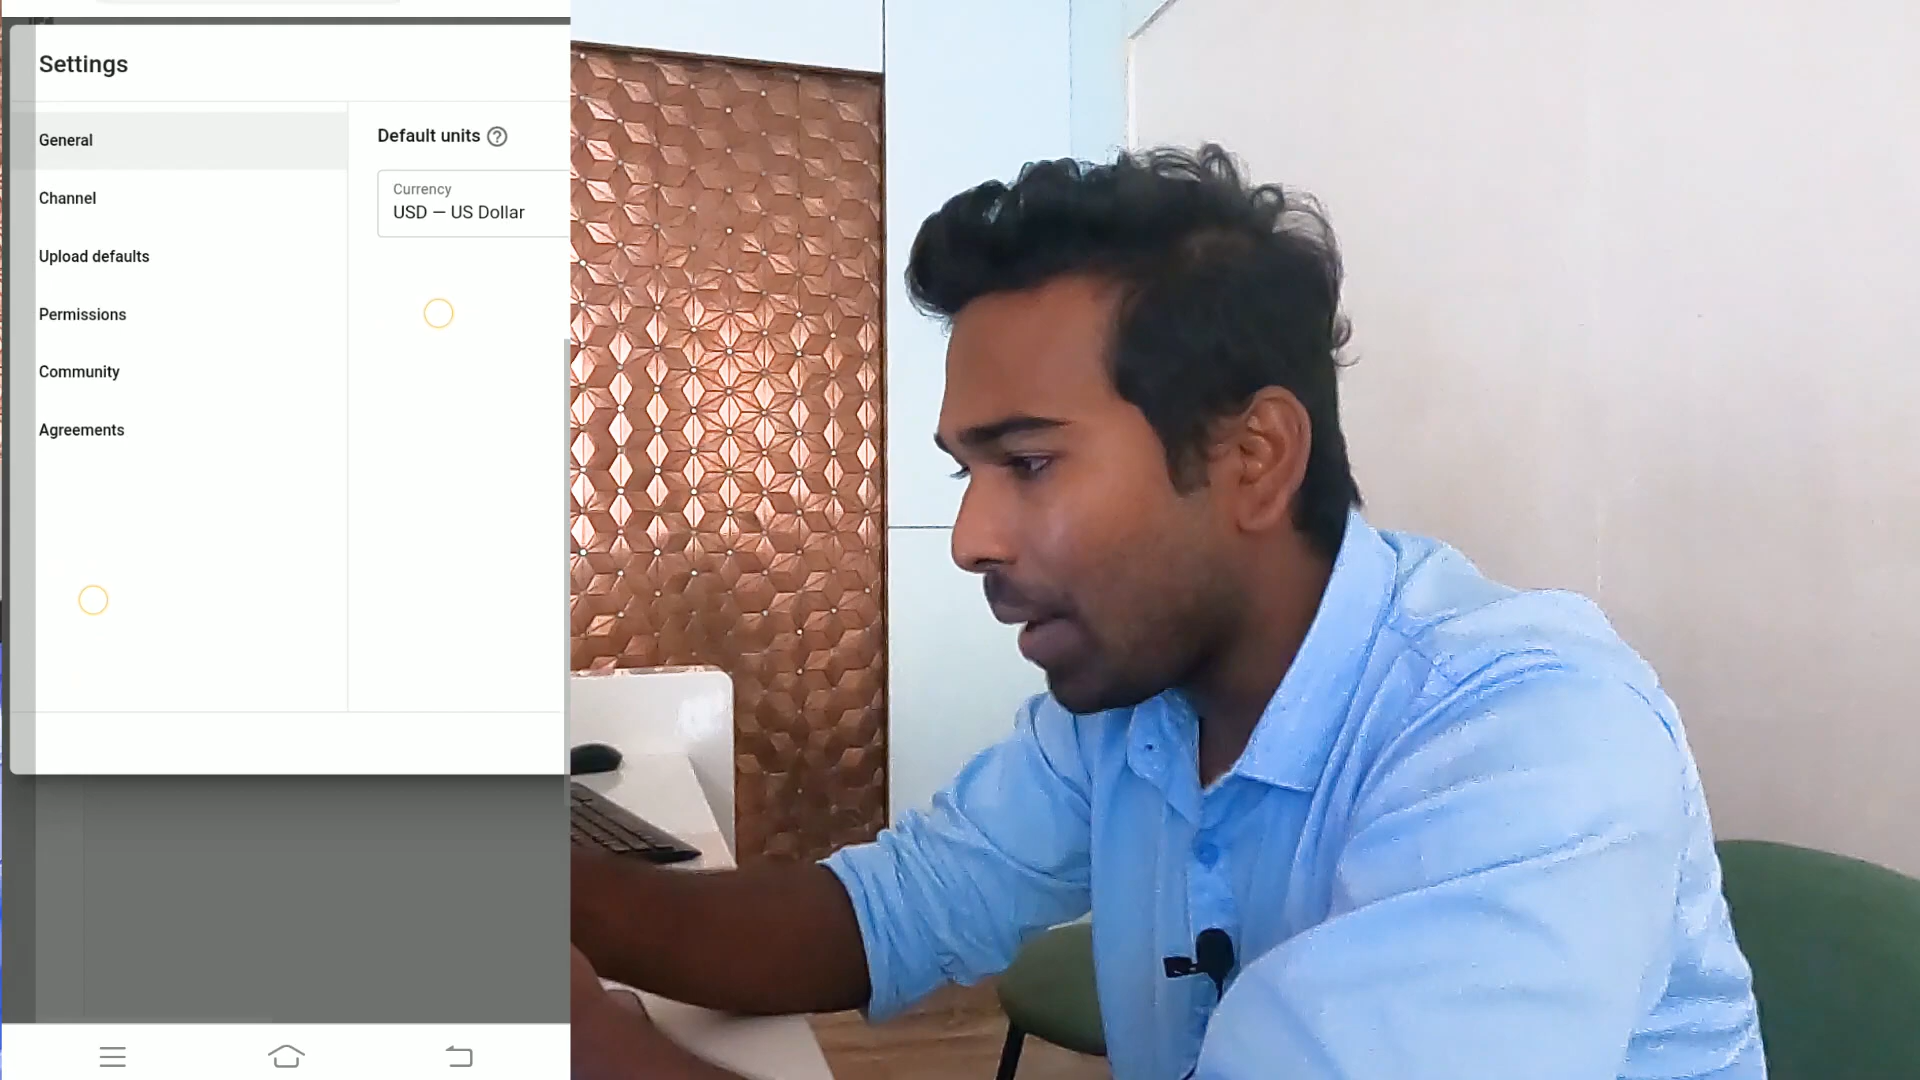 Settings
General
Channel
Upload defaults
Permissions
Community
Agreements
Default units
Currency
USD — US Dollar